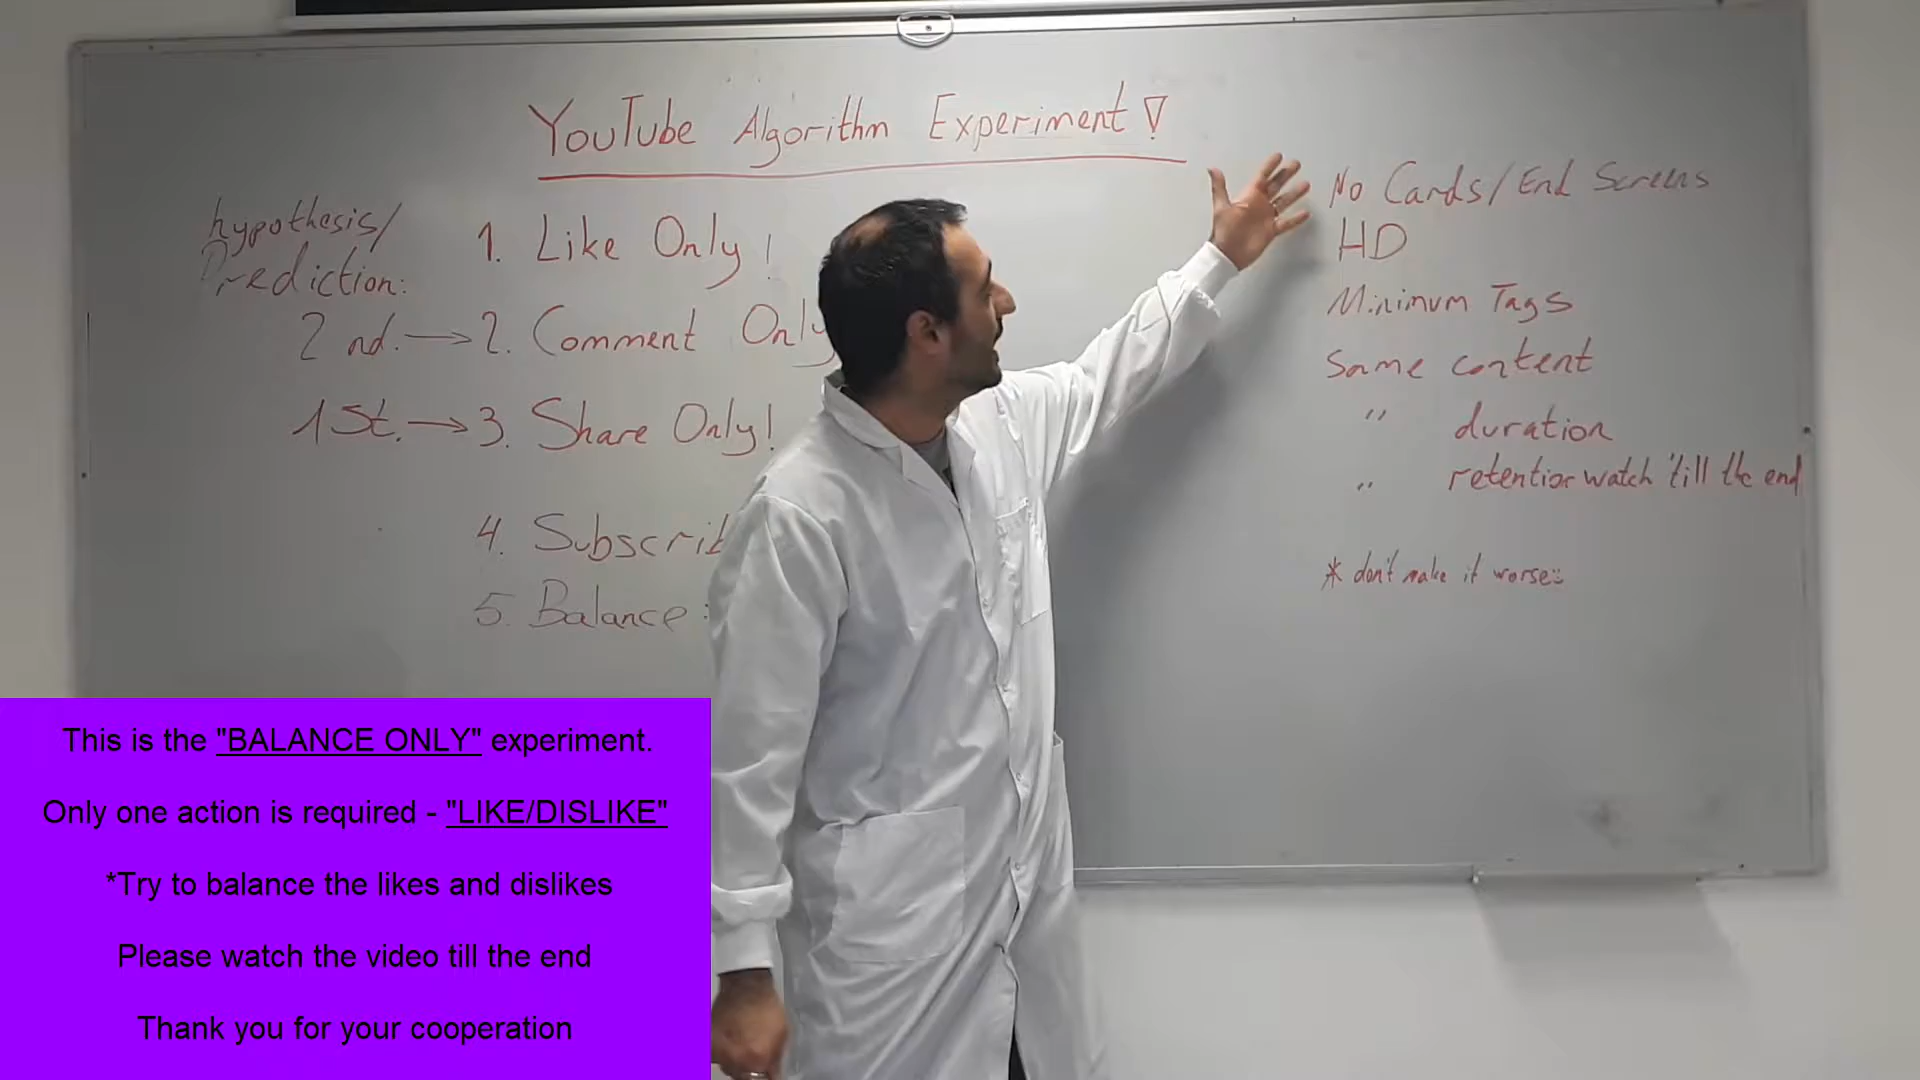 YouTube Algorithm Experiment !
hypothesis/
Prediction:
1. Like Only!
2 nd. → 2. Comment Only
1st. → 3. Share Only!
4. Subscrib
5. Balance:
No Cards/End Screens
HD
Minimum Tags
Same content
" duration
" retention watch 'till the end
* don't make it worse
This is the "BALANCE ONLY" experiment.
Only one action is required - "LIKE/DISLIKE"
*Try to balance the likes and dislikes
Please watch the video till the end
Thank you for your cooperation